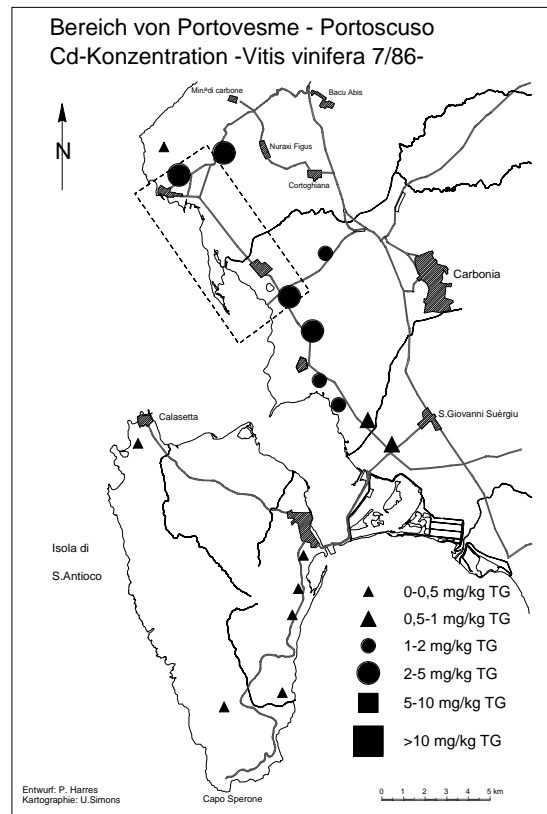 Bereich von Portovesme - Portoscuso
Cd-Konzentration -Vitis vinifera 7/86-
Min.ªdi carbone
Bacu Abis
N
Nuraxi Figus
Cortoghiana
Carbonia
Calasetta
S.Giovanni Suèrgiu
Isola di
S.Antioco
0-0,5 mg/kg TG
0,5-1 mg/kg TG
1-2 mg/kg TG
2-5 mg/kg TG
5-10 mg/kg TG
>10 mg/kg TG
Entwurf: P. Harres
Kartographie: U.Simons
Capo Sperone
0 1 2 3 4 5 km